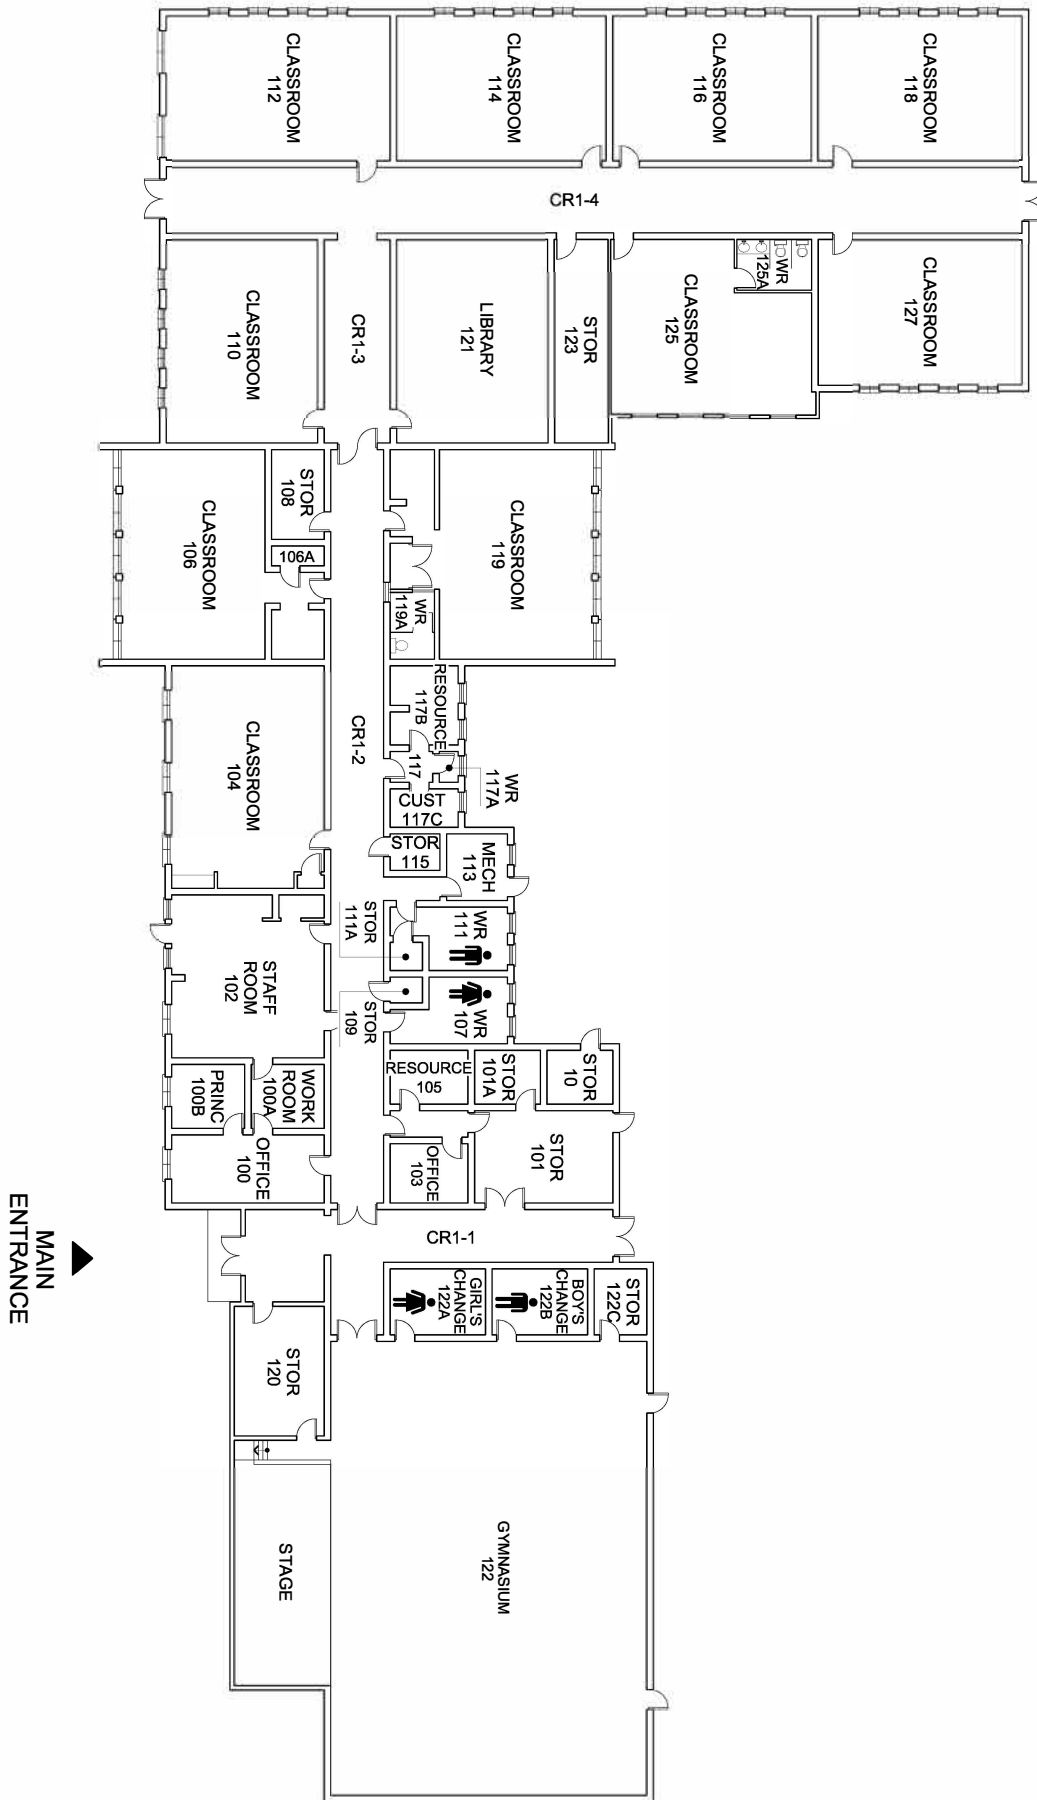 CLASSROOM
112
CLASSROOM
114
CLASSROOM
116
CLASSROOM
118
CR1-4
CLASSROOM
110
CR1-3
LIBRARY
121
STOR
123
CLASSROOM
125
WR
125A
CLASSROOM
127
CLASSROOM
106
STOR
108
106A
CLASSROOM
119
WR
119A
CLASSROOM
104
CR1-2
RESOURCE
117B
117
WR
117A
CUST
117C
STOR
115
MECH
113
STOR
111A
WR
111
STAFF
ROOM
102
STOR
109
WR
107
PRINC
100B
WORK
ROOM
100A
RESOURCE
105
STOR
101A
STOR
10
OFFICE
100
OFFICE
103
STOR
101
CR1-1
MAIN
ENTRANCE
GIRL'S
CHANGE
122A
BOY'S
CHANGE
122B
STOR
122C
STOR
120
STAGE
GYMNASIUM
122